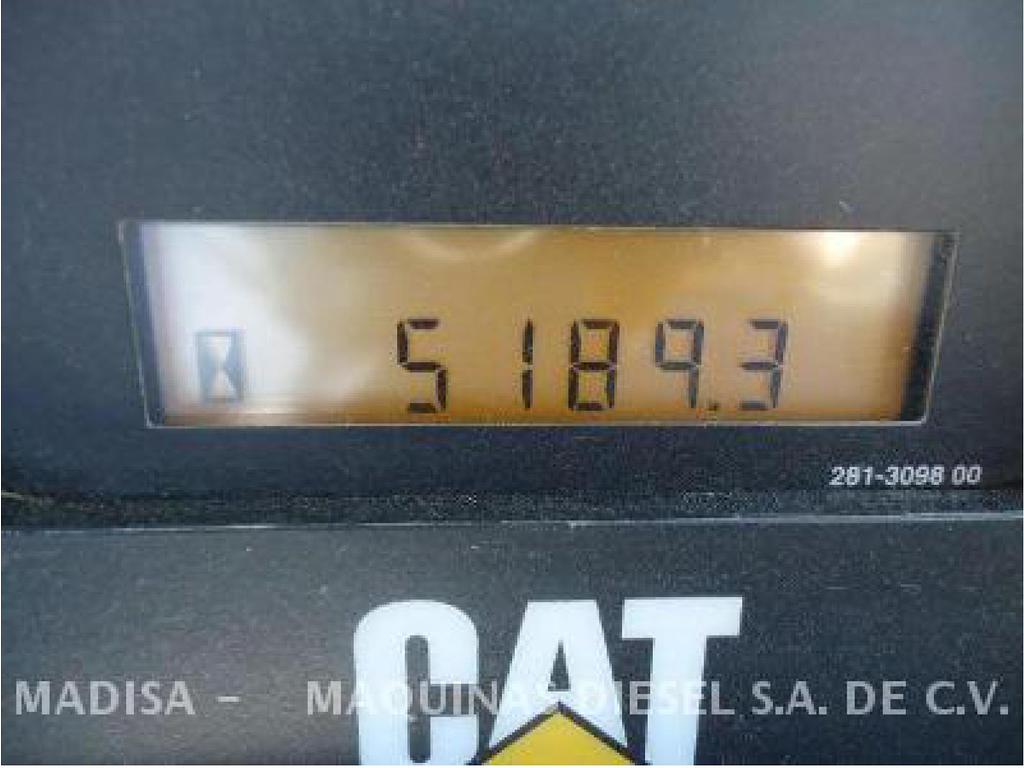 5189.3
281-3098 00
CAT
MADISA - MAQUINAS DIESEL S.A. DE C.V.